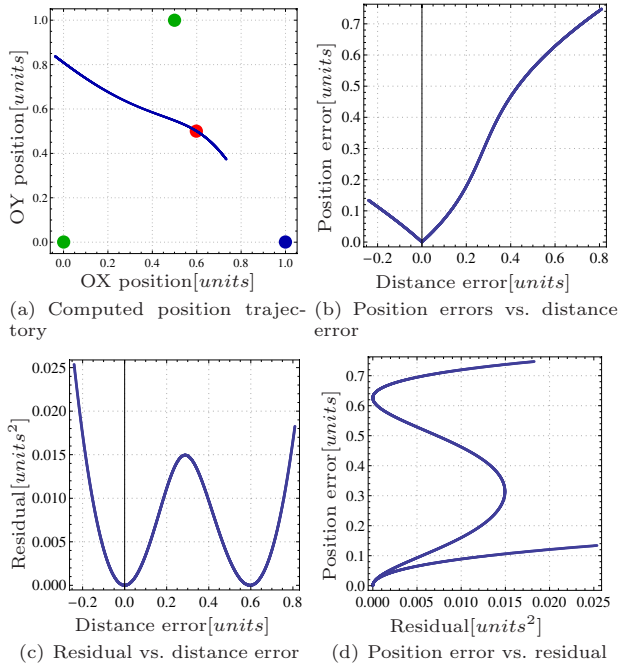 OY position[units]
1.0
0.8
0.6
0.4
0.2
0.0
0.0 0.2 0.4 0.6 0.8 1.0
OX position[units]
(a) Computed position trajec-
tory
Position error[units]
0.7
0.6
0.5
0.4
0.3
0.2
0.1
0.0
−0.2 0.0 0.2 0.4 0.6 0.8
Distance error[units]
(b) Position errors vs. distance
error
Residual[units²]
0.025
0.020
0.015
0.010
0.005
0.000
−0.2 0.0 0.2 0.4 0.6 0.8
Distance error[units]
(c) Residual vs. distance error
Position error[units]
0.7
0.6
0.5
0.4
0.3
0.2
0.1
0.0
0.000 0.005 0.010 0.015 0.020 0.025
Residual[units²]
(d) Position error vs. residual